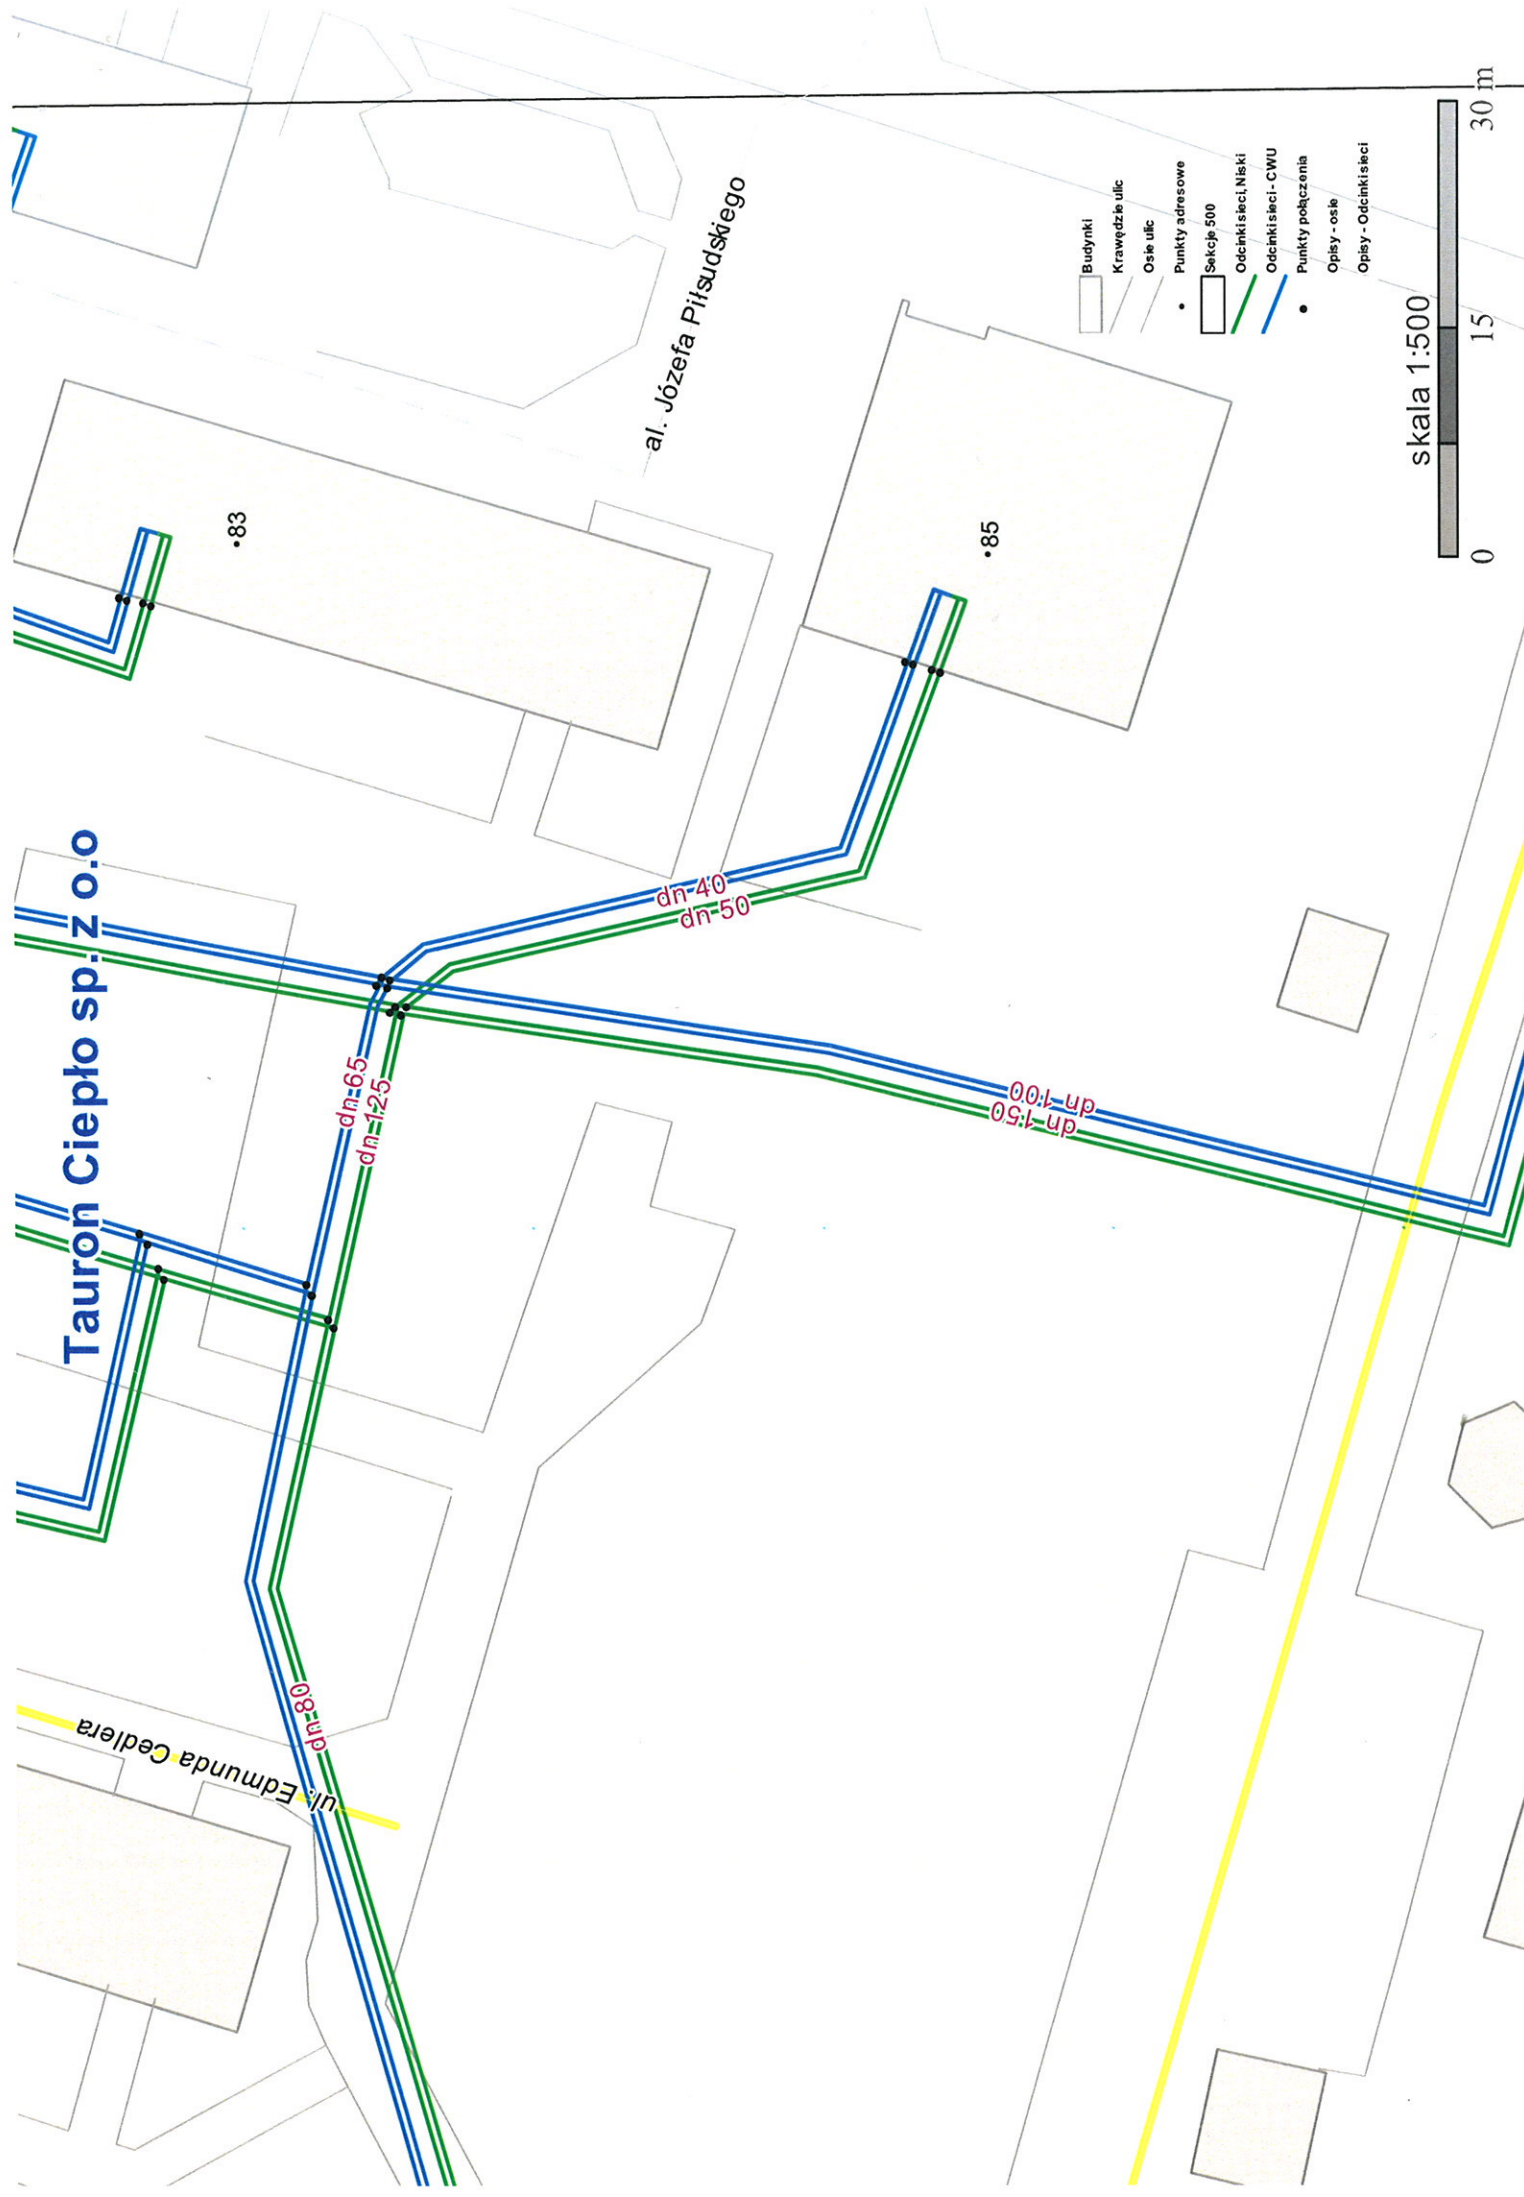 Tauron Ciepło sp. z o.o
al. Józefa Piłsudskiego
83
85
dn 40
dn 50
dn 65
dn 125
dn 100
dn 150
dn 80
ul. Edmunda Cedlera
Budynki
Krawędzie ulic
Osie ulic
Punkty adresowe
Sekcje 500
Odcinki sieci, Niski
Odcinki sieci - CWU
Punkty połączenia
Opisy - osie
Opisy - Odcinki sieci
skala 1:500
0 15 30 m